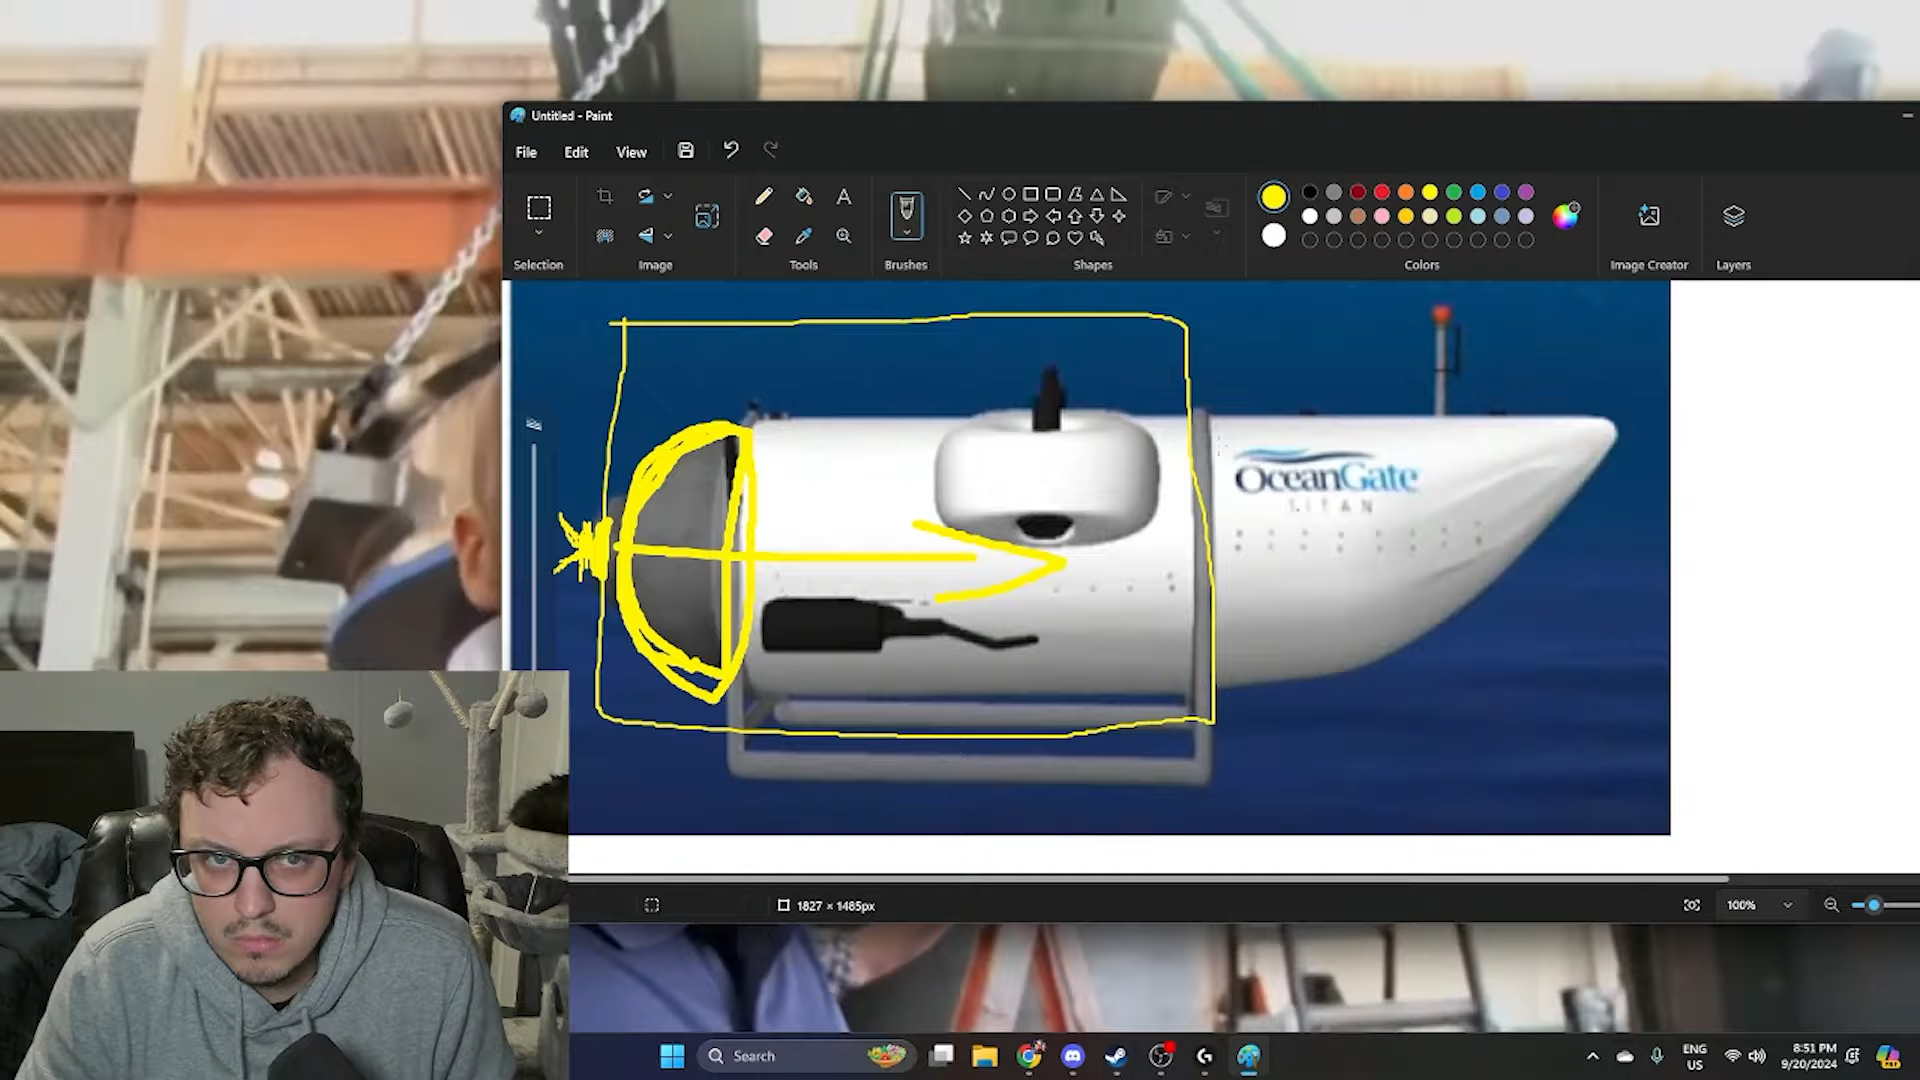 Untitled - Paint
File Edit View
Selection
Image
Tools
Brushes
Shapes
Colors
Image Creator
Layers
OceanGate
TITAN
1827 × 1485px
100%
Search
ENG
US
8:51 PM
9/20/2024